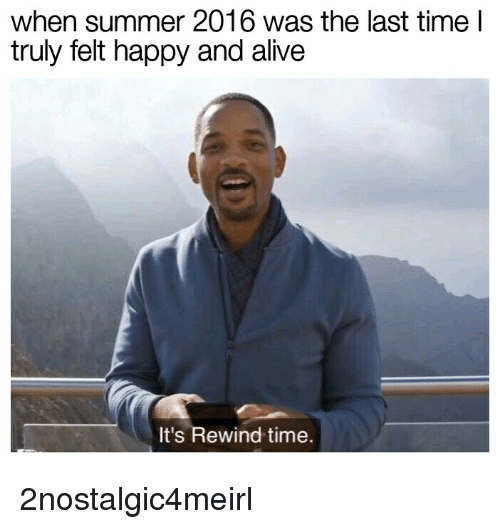 when summer 2016 was the last time I
truly felt happy and alive
It's Rewind time.
2nostalgic4meirl